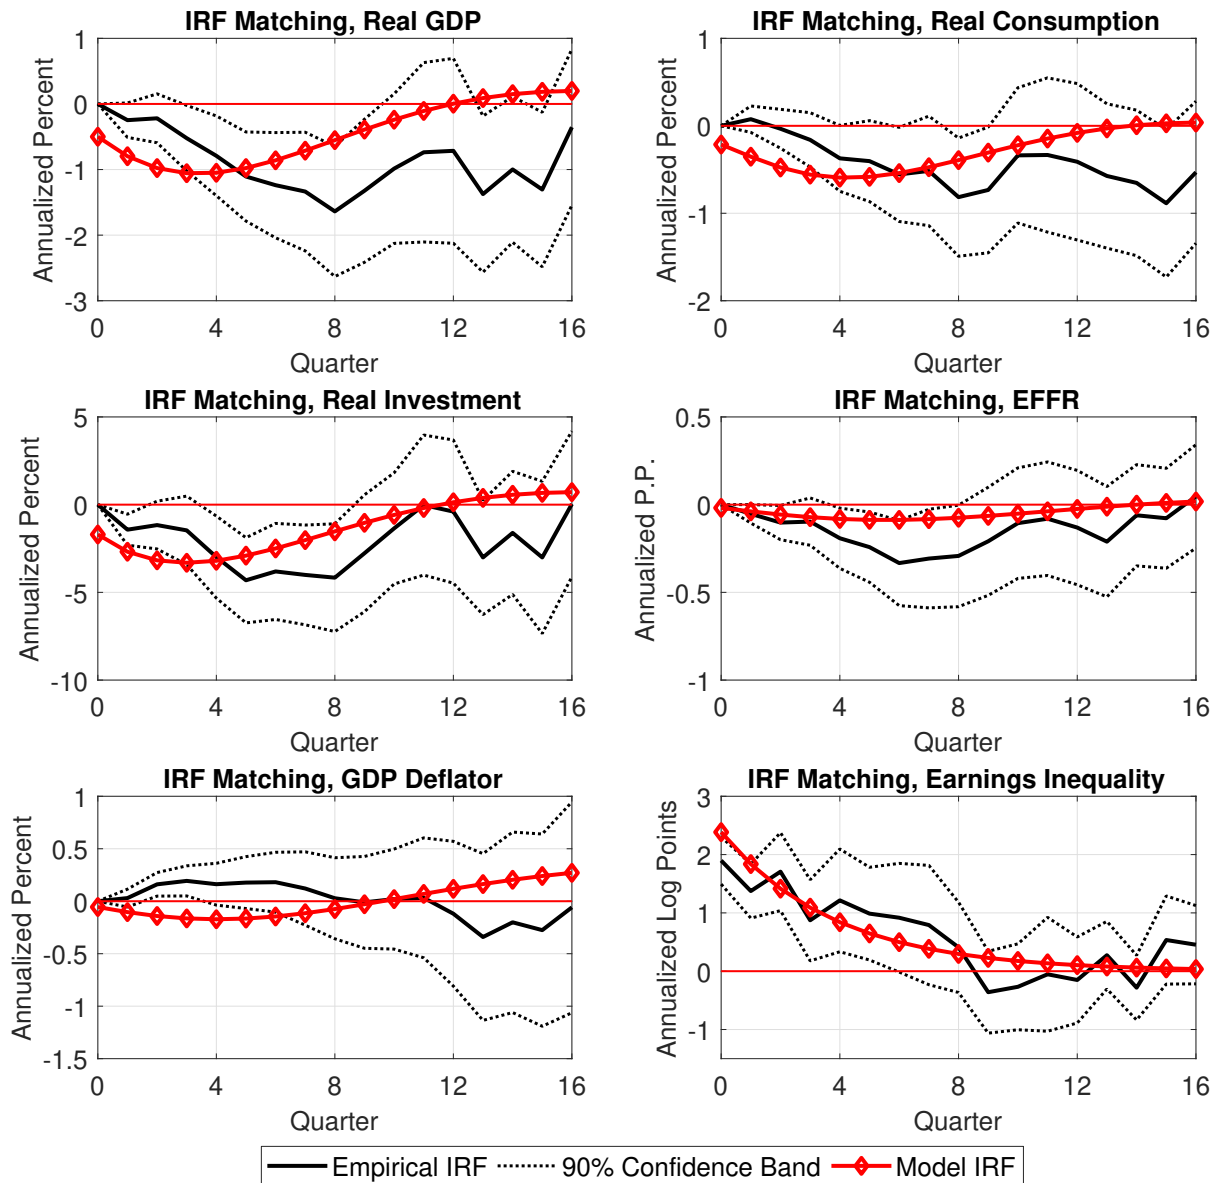 IRF Matching, Real GDP
1
0
-1
-2
-3
Annualized Percent
0 4 8 12 16
Quarter
IRF Matching, Real Consumption
1
0
-1
-2
Annualized Percent
0 4 8 12 16
Quarter
IRF Matching, Real Investment
5
0
-5
-10
Annualized Percent
0 4 8 12 16
Quarter
IRF Matching, EFFR
0.5
0
-0.5
-1
Annualized P.P.
0 4 8 12 16
Quarter
IRF Matching, GDP Deflator
1
0.5
0
-0.5
-1
-1.5
Annualized Percent
0 4 8 12 16
Quarter
IRF Matching, Earnings Inequality
3
2
1
0
-1
Annualized Log Points
0 4 8 12 16
Quarter
Empirical IRF 90% Confidence Band Model IRF